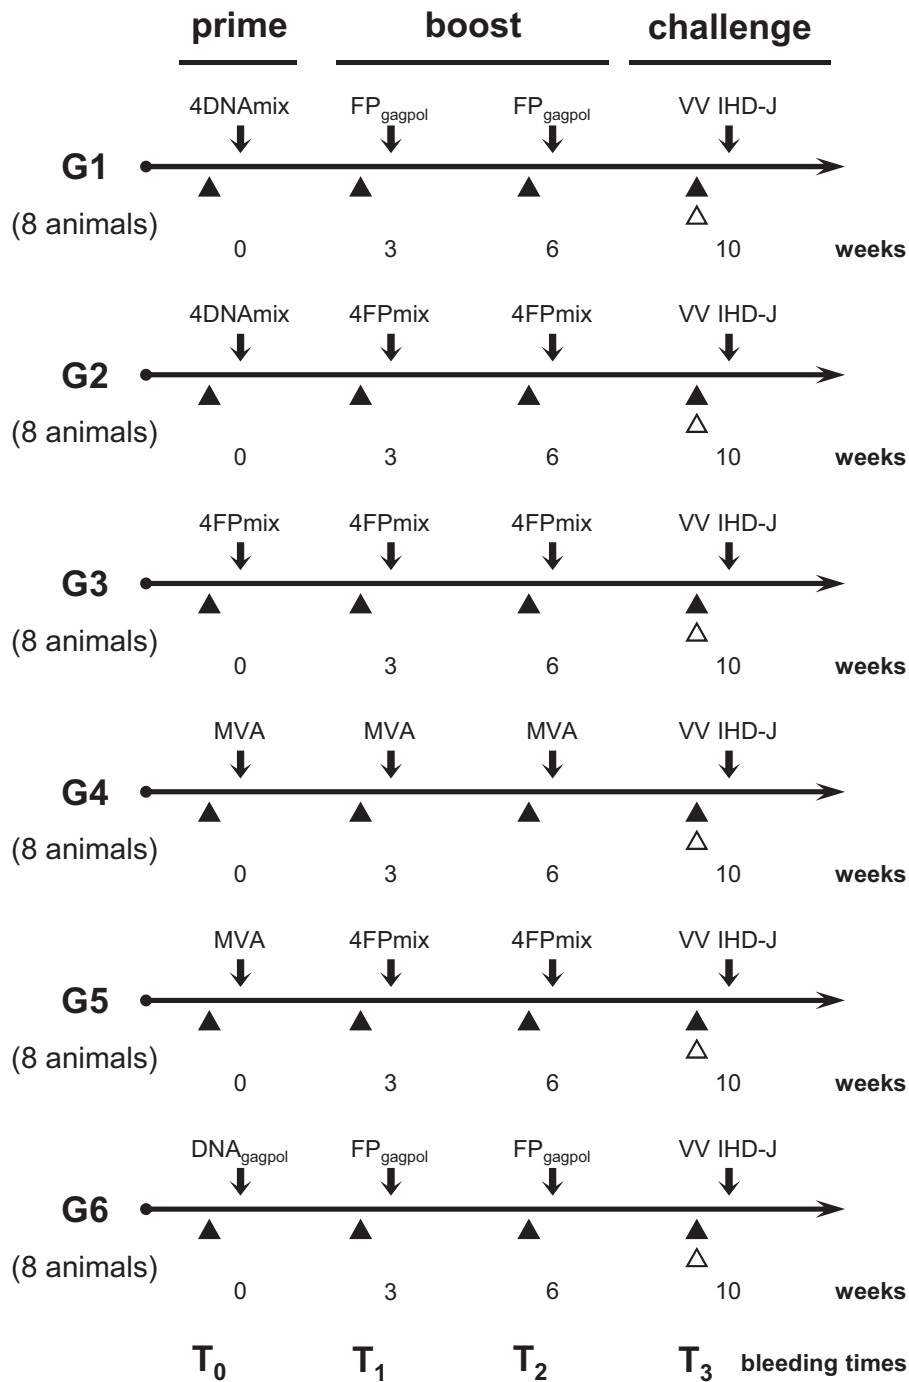 prime boost challenge
4DNAmix FPgagpol FPgagpol VV IHD-J
G1
(8 animals)
0 3 6 10 weeks
4DNAmix 4FPmix 4FPmix VV IHD-J
G2
(8 animals)
0 3 6 10 weeks
4FPmix 4FPmix 4FPmix VV IHD-J
G3
(8 animals)
0 3 6 10 weeks
MVA MVA MVA VV IHD-J
G4
(8 animals)
0 3 6 10 weeks
MVA 4FPmix 4FPmix VV IHD-J
G5
(8 animals)
0 3 6 10 weeks
DNAgagpol FPgagpol FPgagpol VV IHD-J
G6
(8 animals)
0 3 6 10 weeks
T0 T1 T2 T3 bleeding times